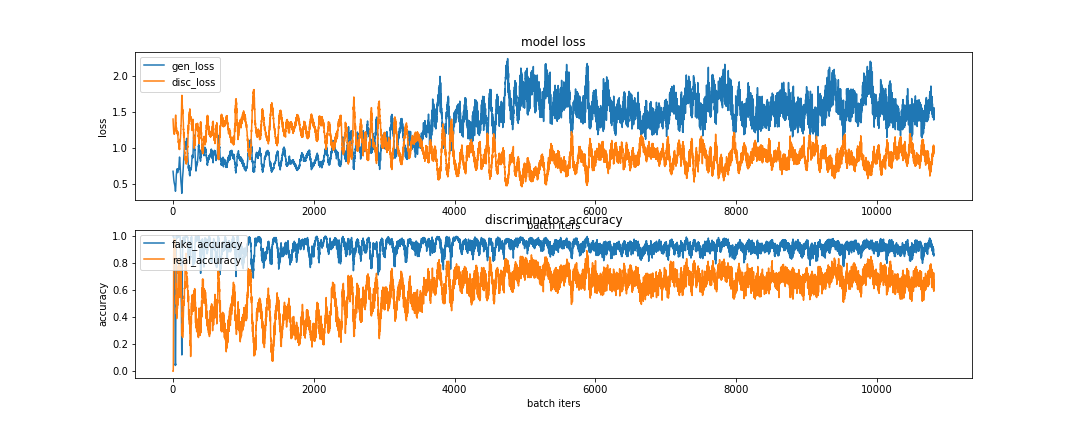 model loss
gen_loss
disc_loss
loss
2.0
1.5
1.0
0.5
0
2000
4000
6000
8000
10000
batch iters
discriminator accuracy
fake_accuracy
real_accuracy
accuracy
1.0
0.8
0.6
0.4
0.2
0.0
0
2000
4000
6000
8000
10000
batch iters